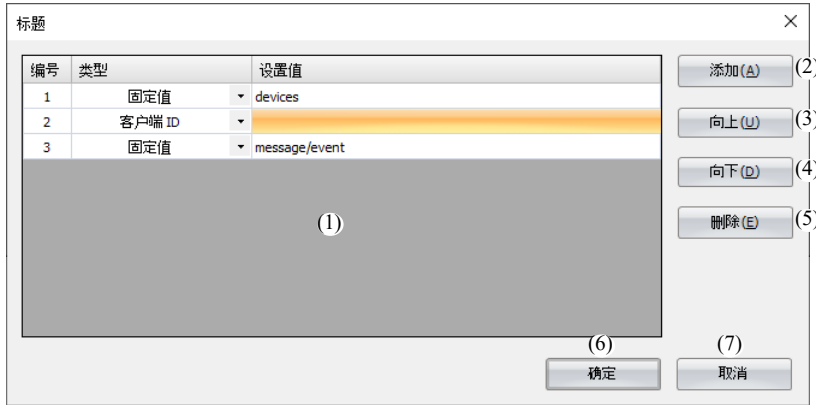 标题
编号 类型 设置值
1 固定值 devices
2 客户端 ID
3 固定值 message/event
(1)
添加(A) (2)
向上(U) (3)
向下(D) (4)
删除(E) (5)
(6) (7)
确定 取消